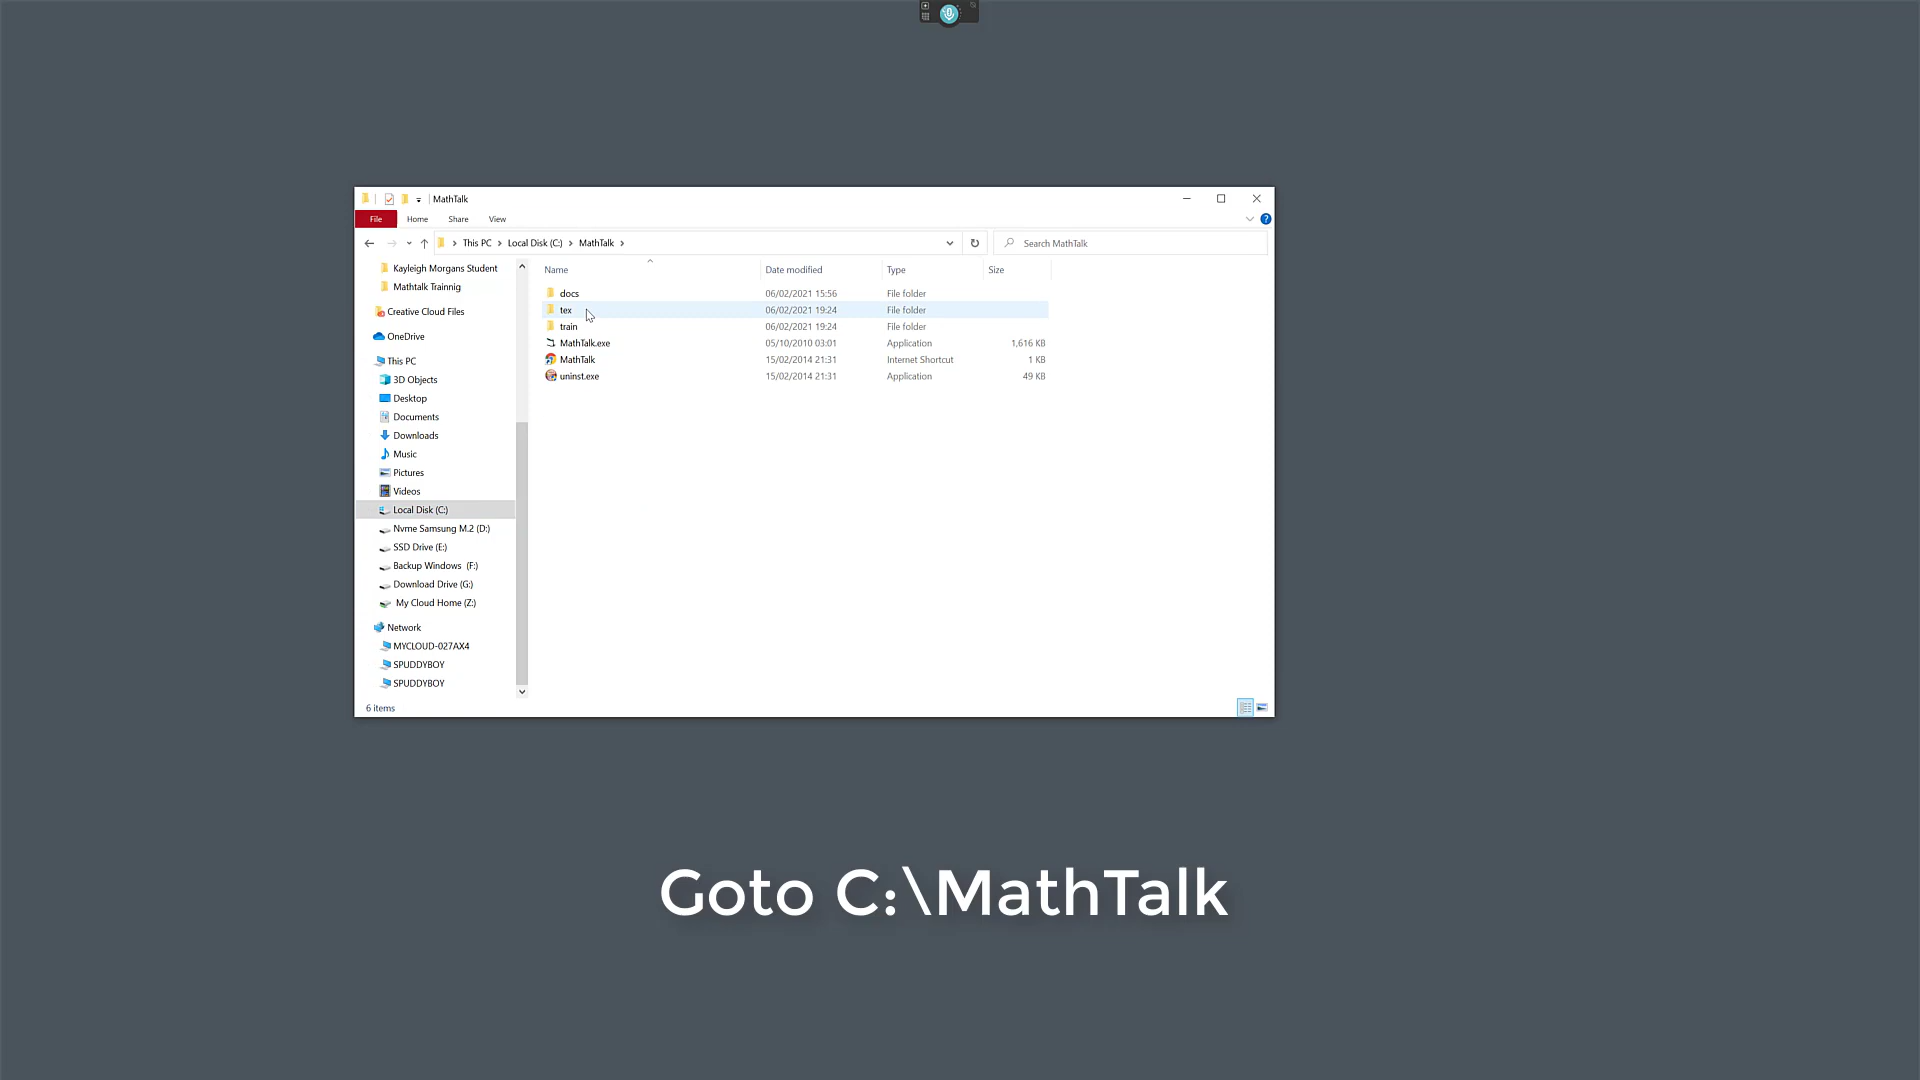 MathTalk
File Home Share View
This PC Local Disk (C:) MathTalk
Search MathTalk
Kayleigh Morgans Student
Mathtalk Trainnig
Creative Cloud Files
OneDrive
This PC
3D Objects
Desktop
Documents
Downloads
Music
Pictures
Videos
Local Disk (C:)
Nvme Samsung M.2 (D:)
SSD Drive (E:)
Backup Windows (F:)
Download Drive (G:)
My Cloud Home (Z:)
Network
MYCLOUD-027AX4
SPUDDYBOY
SPUDDYBOY
Name Date modified Type Size
docs 06/02/2021 15:56 File folder
tex 06/02/2021 19:24 File folder
train 06/02/2021 19:24 File folder
MathTalk.exe 05/10/2010 03:01 Application 1,616 KB
MathTalk 15/02/2014 21:31 Internet Shortcut 1 KB
uninst.exe 15/02/2014 21:31 Application 49 KB
6 items
Goto C:\MathTalk